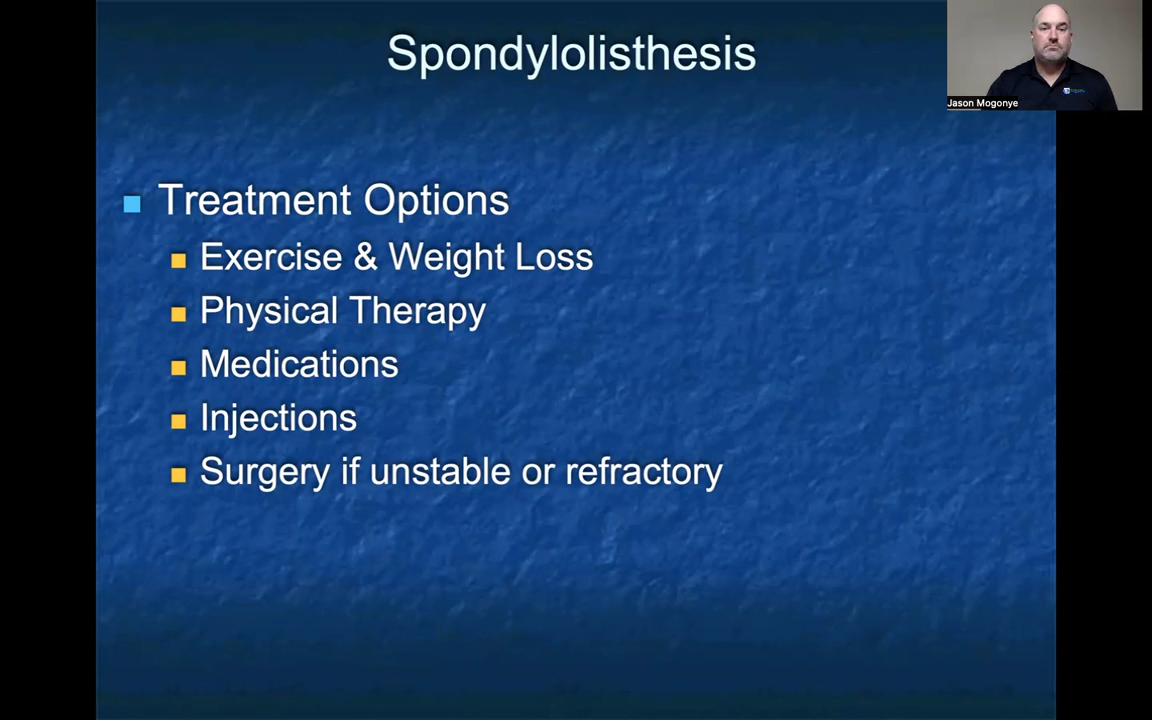 Spondylolisthesis
Jason Mogonye
Treatment Options
Exercise & Weight Loss
Physical Therapy
Medications
Injections
Surgery if unstable or refractory